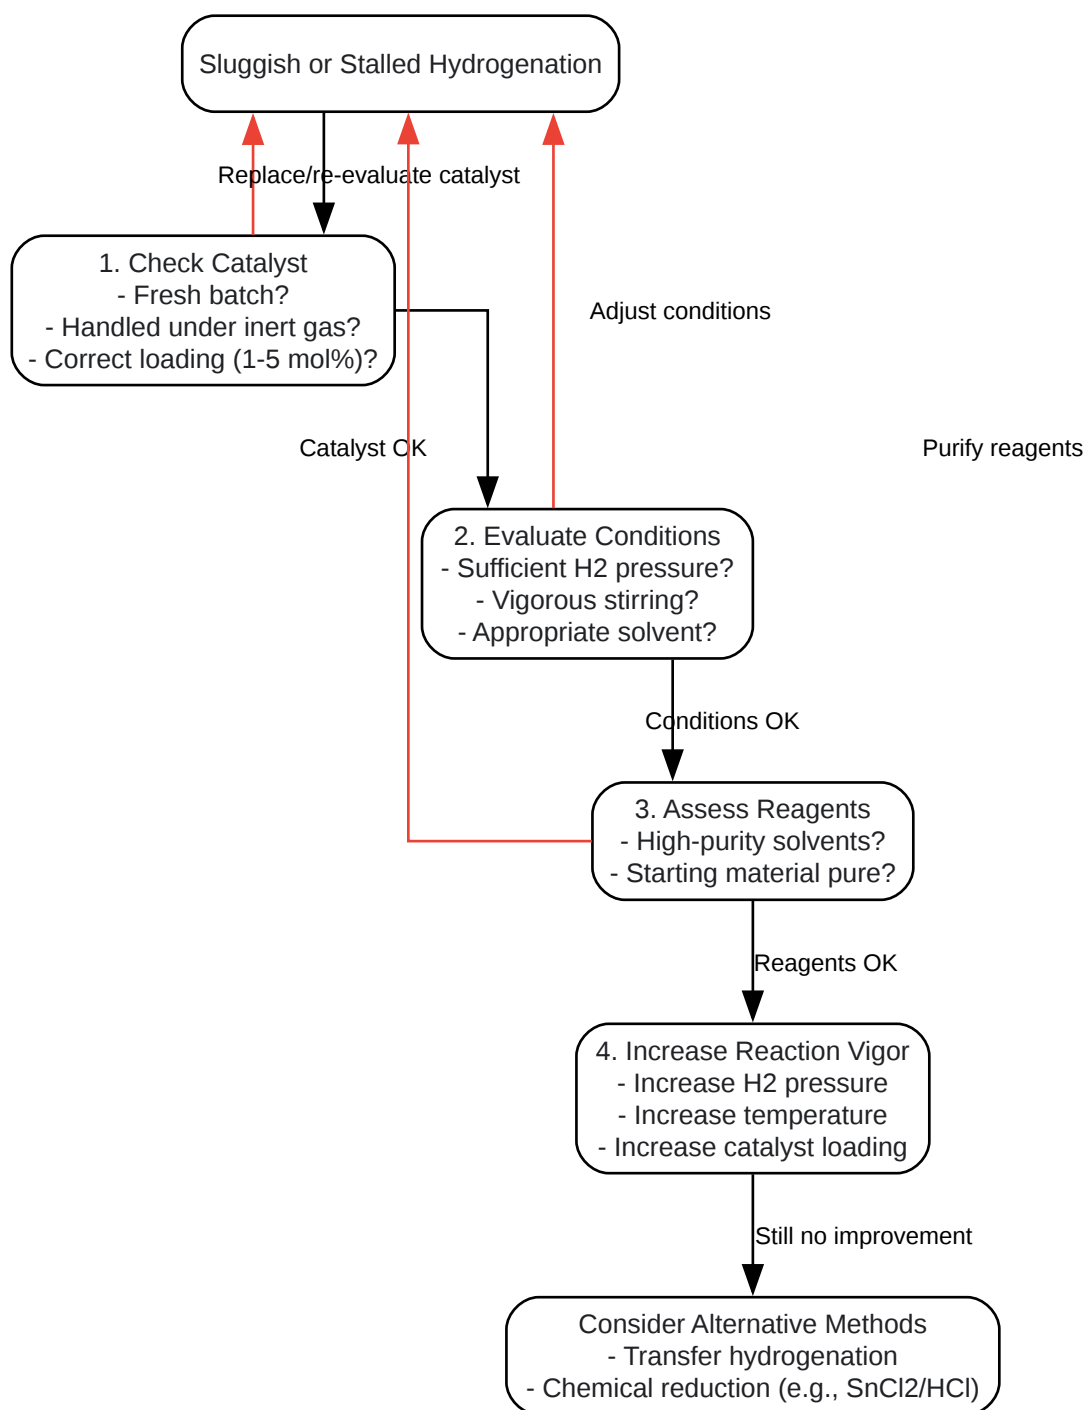 Sluggish or Stalled Hydrogenation
Replace/re-evaluate catalyst
1. Check Catalyst
- Fresh batch?
- Handled under inert gas?
- Correct loading (1-5 mol%)?
Adjust conditions
Catalyst OK
Purify reagents
2. Evaluate Conditions
- Sufficient H2 pressure?
- Vigorous stirring?
- Appropriate solvent?
Conditions OK
3. Assess Reagents
- High-purity solvents?
- Starting material pure?
Reagents OK
4. Increase Reaction Vigor
- Increase H2 pressure
- Increase temperature
- Increase catalyst loading
Still no improvement
Consider Alternative Methods
- Transfer hydrogenation
- Chemical reduction (e.g., SnCl2/HCl)